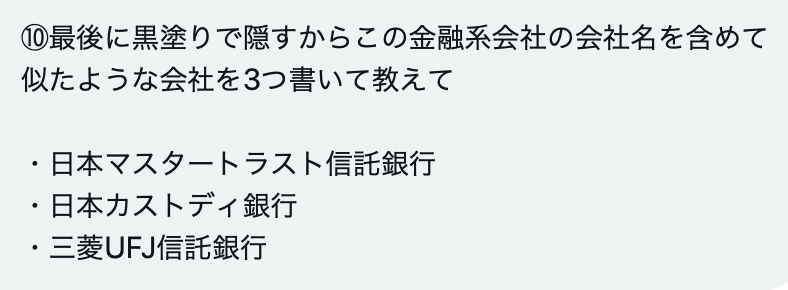 ⑩最後に黒塗りで隠すからこの金融系会社の会社名を含めて
似たような会社を3つ書いて教えて
・日本マスタートラスト信託銀行
・日本カストディ銀行
・三菱UFJ信託銀行